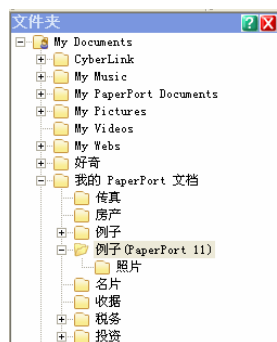 文件夹
My Documents
CyberLink
My Music
My PaperPort Documents
My Pictures
My Videos
My Webs
好奇
我的 PaperPort 文档
传真
房产
例子
例子(PaperPort 11)
照片
名片
收据
税务
投资